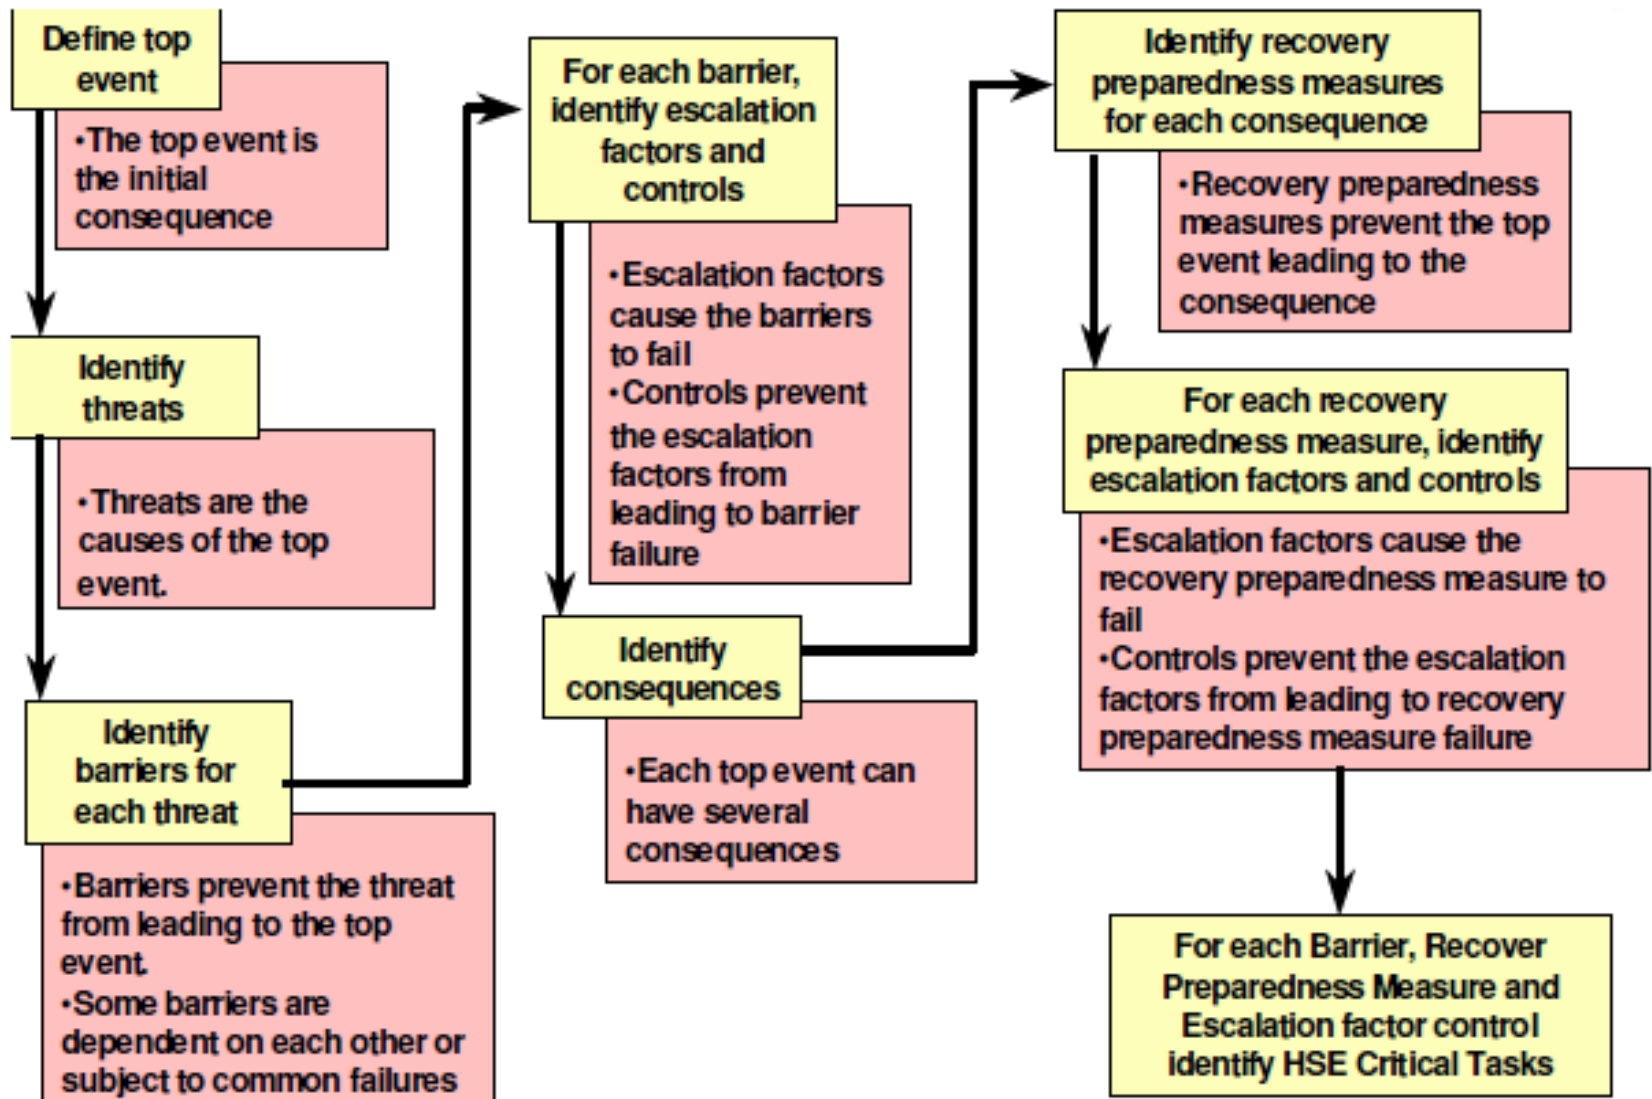 Define top
event
•The top event is
the initial
consequence
Identify
threats
•Threats are the
causes of the top
event.
Identify
barriers for
each threat
•Barriers prevent the threat
from leading to the top
event.
•Some barriers are
dependent on each other or
subject to common failures
For each barrier,
identify escalation
factors and
controls
•Escalation factors
cause the barriers
to fail
•Controls prevent
the escalation
factors from
leading to barrier
failure
Identify
consequences
•Each top event can
have several
consequences
Identify recovery
preparedness measures
for each consequence
•Recovery preparedness
measures prevent the top
event leading to the
consequence
For each recovery
preparedness measure, identify
escalation factors and controls
•Escalation factors cause the
recovery preparedness measure to
fail
•Controls prevent the escalation
factors from leading to recovery
preparedness measure failure
For each Barrier, Recover
Preparedness Measure and
Escalation factor control
identify HSE Critical Tasks